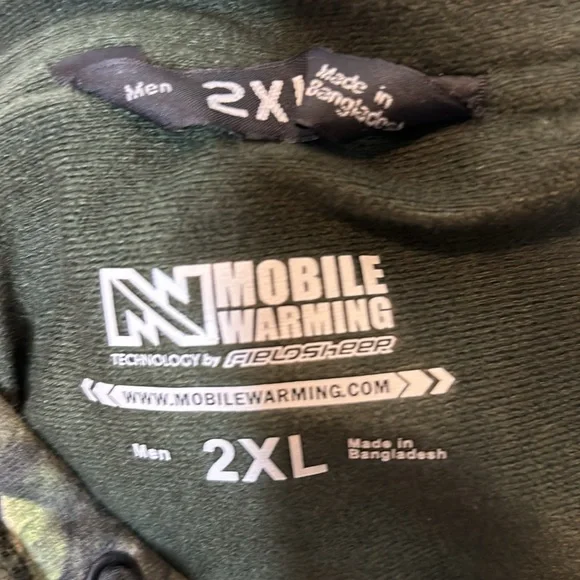 Men 2X Made in
Bangladesh
MOBILE
WARMING
TECHNOLOGY by FIELDSHEER
WWW.MOBILEWARMING.COM
Men 2XL Made in
Bangladesh